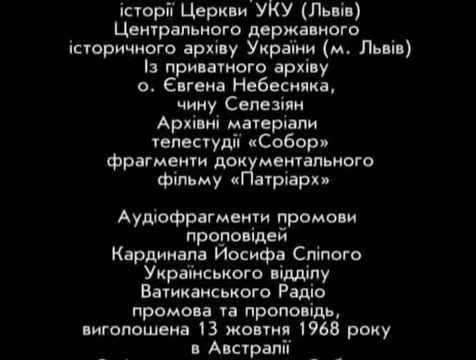 історії Церкви УКУ (Львів)
Центрального державного
історичного архіву України (м. Львів)
Із приватного архіву
о. Євгена Небесняка,
чину Селезіян
Архівні матеріали
телестудії «Собор»
фрагменти документального
фільму «Патріарх»
Аудіофрагменти промови
проповідей
Кардинала Йосифа Сліпого
Українського відділу
Ватиканського Радіо
промова та проповідь,
виголошена 13 жовтня 1968 року
в Австралії